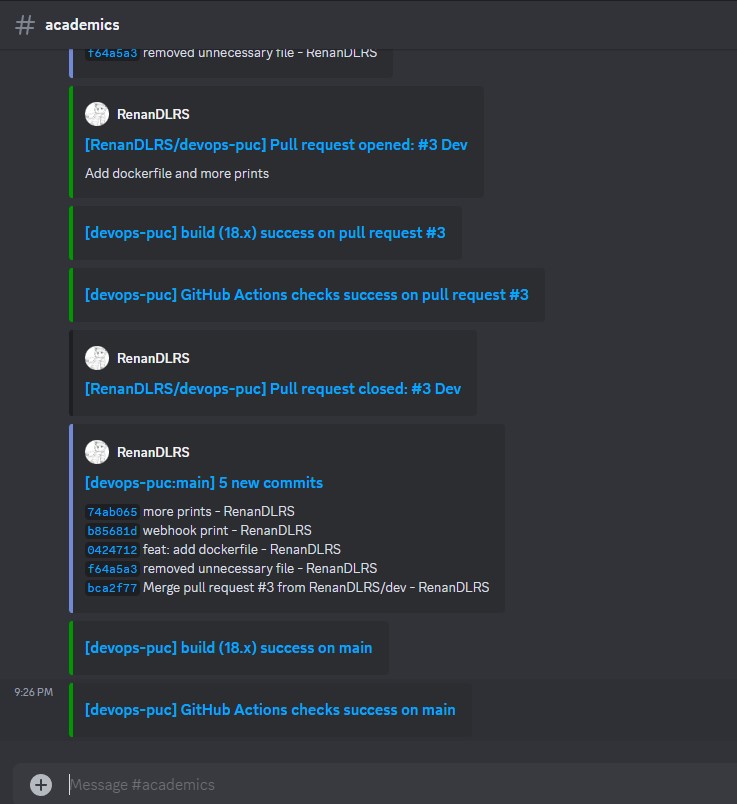 # academics
f64a5a3 removed unnecessary file - RenanDLRS
RenanDLRS
[RenanDLRS/devops-puc] Pull request opened: #3 Dev
Add dockerfile and more prints
[devops-puc] build (18.x) success on pull request #3
[devops-puc] GitHub Actions checks success on pull request #3
RenanDLRS
[RenanDLRS/devops-puc] Pull request closed: #3 Dev
RenanDLRS
[devops-puc:main] 5 new commits
74ab065 more prints - RenanDLRS
b85681d webhook print - RenanDLRS
0424712 feat: add dockerfile - RenanDLRS
f64a5a3 removed unnecessary file - RenanDLRS
bca2f77 Merge pull request #3 from RenanDLRS/dev - RenanDLRS
[devops-puc] build (18.x) success on main
9:26 PM
[devops-puc] GitHub Actions checks success on main
Message #academics